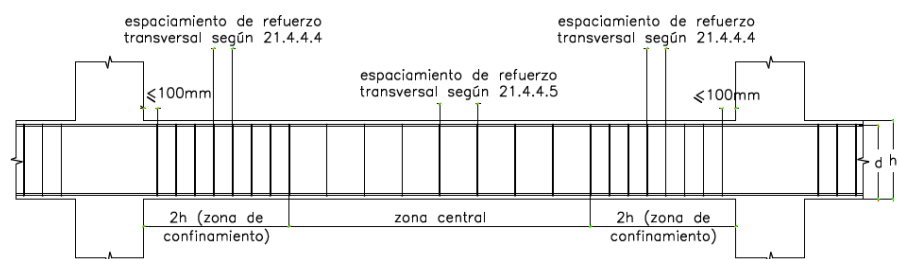 espaciamiento de refuerzo
transversal según 21.4.4.4
espaciamiento de refuerzo
transversal según 21.4.4.4
espaciamiento de refuerzo
transversal según 21.4.4.5
≤100mm
≤100mm
d h
2h (zona de
confinamiento)
zona central
2h (zona de
confinamiento)